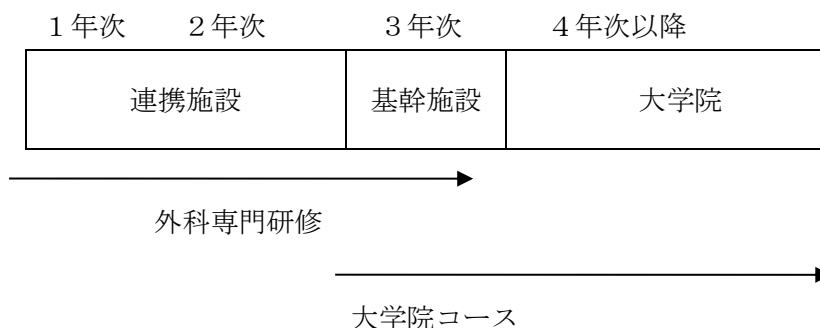 １年次　２年次　３年次　４年次以降
連携施設　基幹施設　大学院
外科専門研修
大学院コース